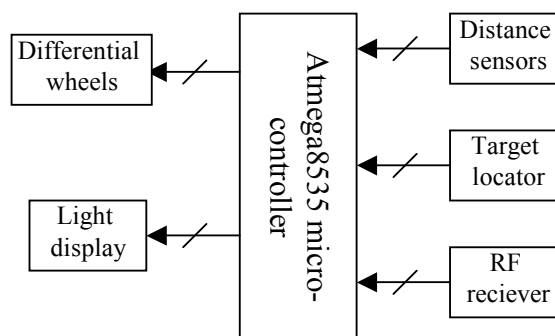 Differential
wheels
Light
display
Atmega8535 micro-
controller
Distance
sensors
Target
locator
RF
reciever